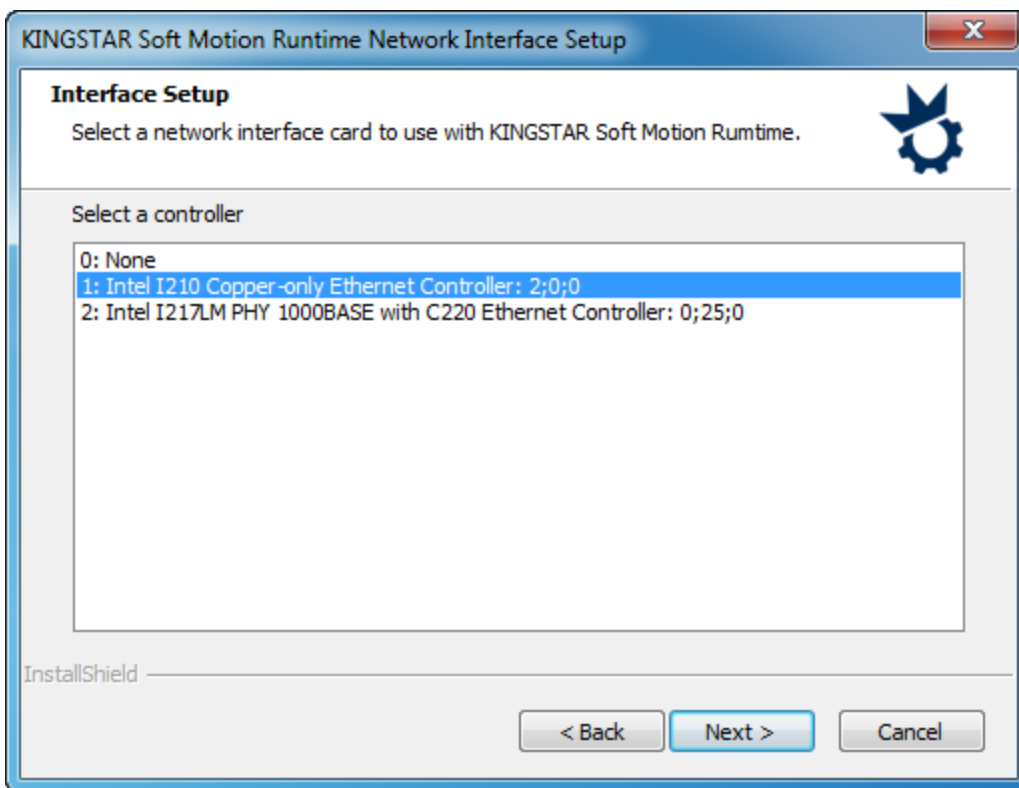 KINGSTAR Soft Motion Runtime Network Interface Setup
Interface Setup
Select a network interface card to use with KINGSTAR Soft Motion Rumtime.
Select a controller
0: None
1: Intel I210 Copper-only Ethernet Controller: 2;0;0
2: Intel I217LM PHY 1000BASE with C220 Ethernet Controller: 0;25;0
InstallShield
< Back Next > Cancel